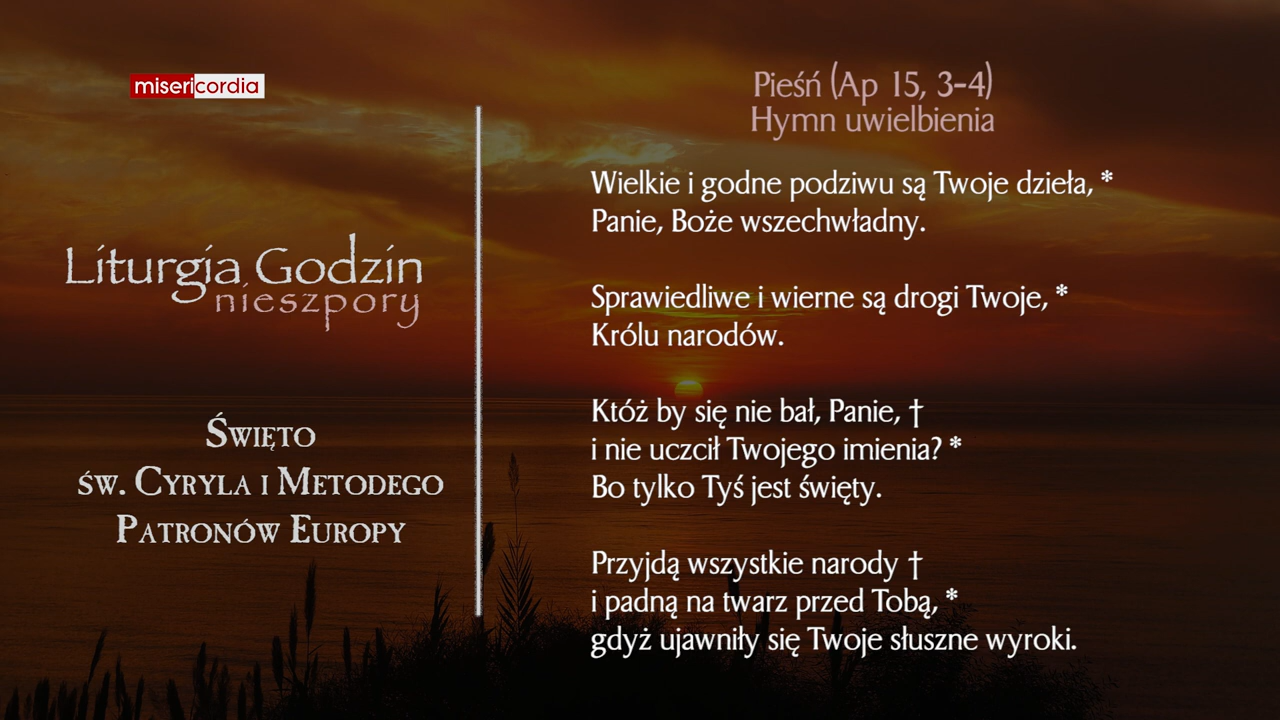 misericordia
Liturgia Godzin
nieszpory
Święto
św. Cyryla i Metodego
Patronów Europy
Pieśń (Ap 15, 3-4)
Hymn uwielbienia
Wielkie i godne podziwu są Twoje dzieła, *
Panie, Boże wszechwładny.
Sprawiedliwe i wierne są drogi Twoje, *
Królu narodów.
Któż by się nie bał, Panie, †
i nie uczcił Twojego imienia? *
Bo tylko Tyś jest święty.
Przyjdą wszystkie narody †
i padną na twarz przed Tobą, *
gdyż ujawniły się Twoje słuszne wyroki.